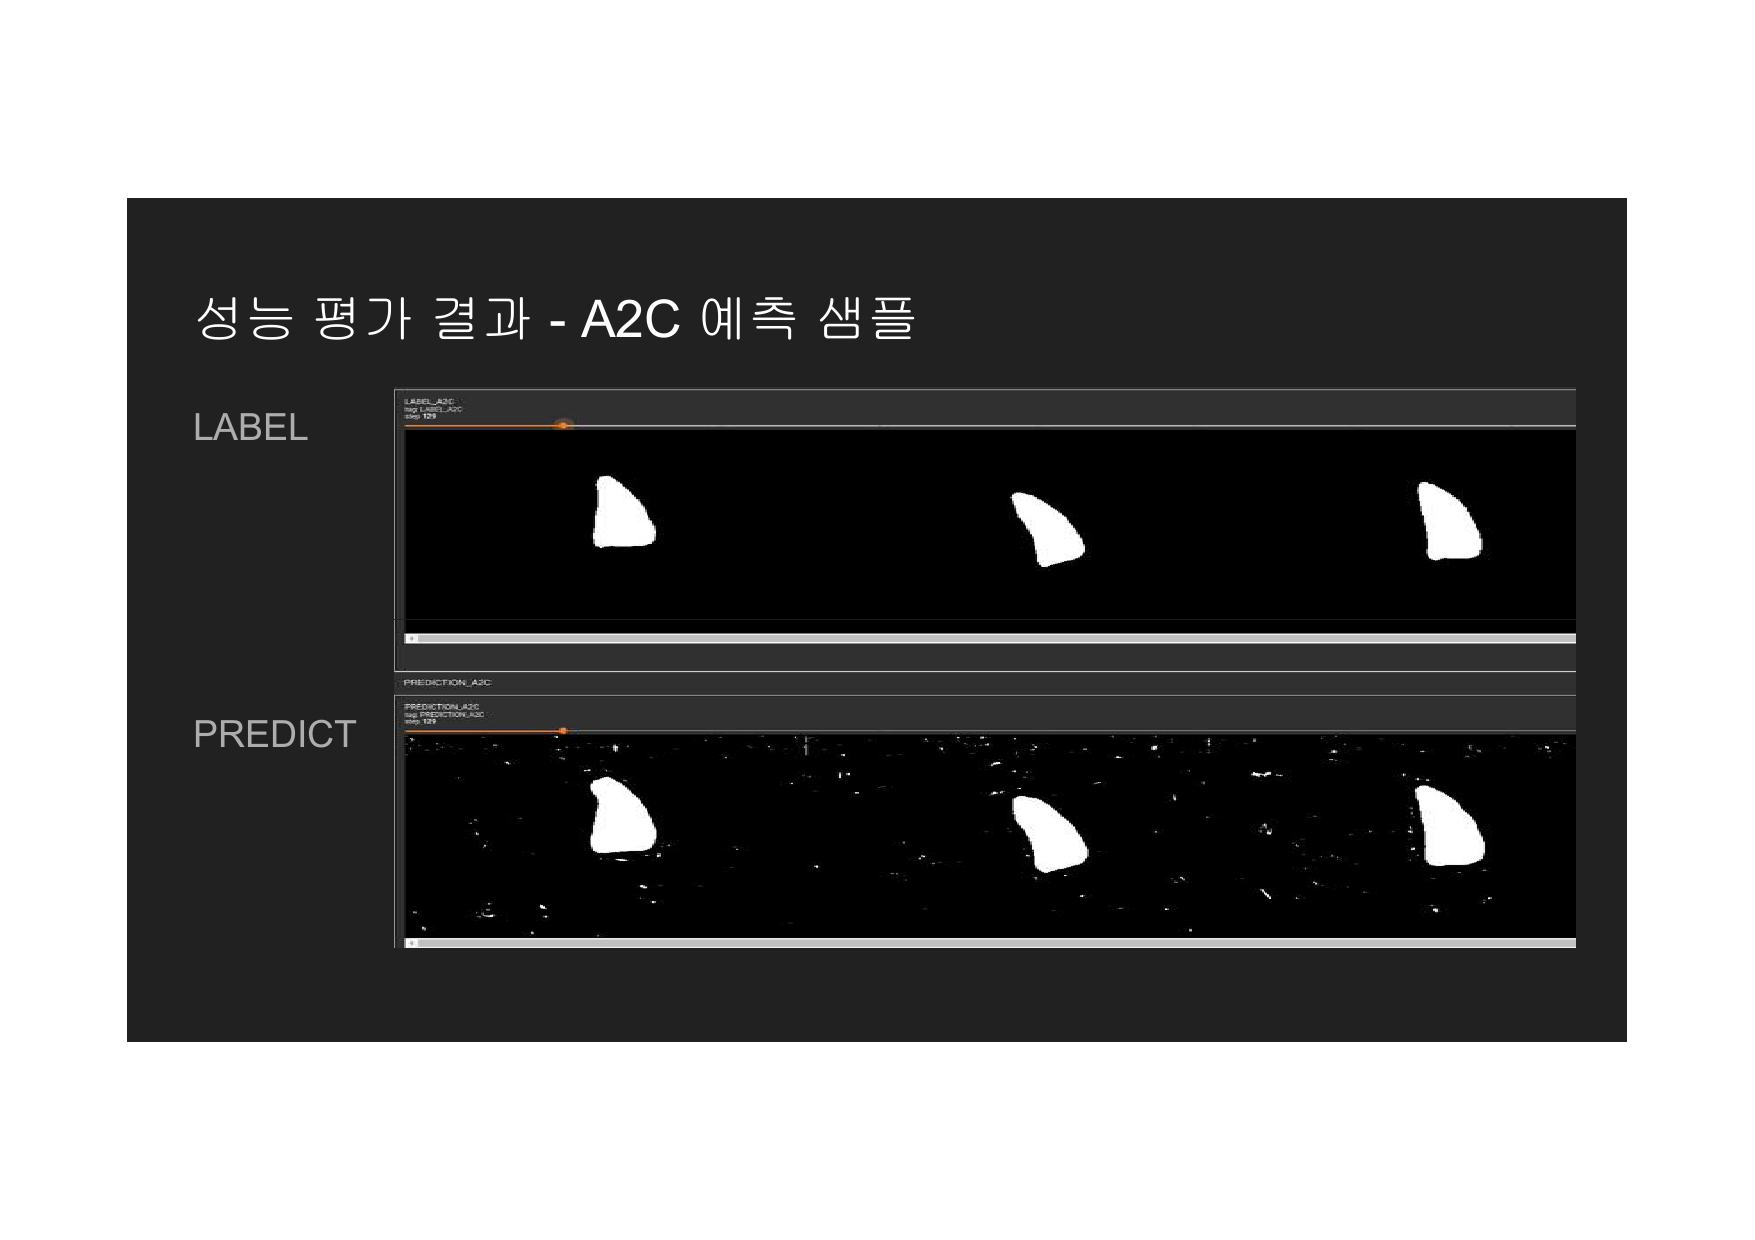 성능 평가 결과 - A2C 예측 샘플
LABEL
LABEL_A2C
tag: LABEL_A2C
step 129
PREDICTION_A2C
PREDICT
PREDICTION_A2C
tag: PREDICTION_A2C
step 129